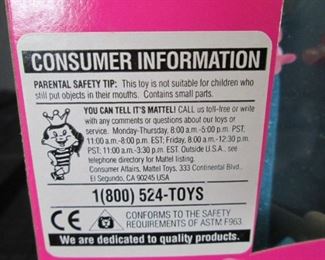 CONSUMER INFORMATION
PARENTAL SAFETY TIP: This toy is not suitable for children who
still put objects in their mouths. Contains small parts.
YOU CAN TELL IT'S MATTEL! CALL us toll-free or write
with any comments or questions about our toys or
service. Monday-Thursday, 8:00 a.m.-5:00 p.m. PST,
11:00 a.m.-8:00 p.m. EST; Friday, 8:00 a.m.-12:30 p.m.
PST, 11:00 a.m.-3:30 p.m. EST. Outside U.S.A., see
telephone directory for Mattel listing.
Consumer Affairs, Mattel Toys, 333 Continental Blvd.,
El Segundo, CA 90245 USA
1(800) 524-TOYS
CE
CONFORMS TO THE SAFETY
REQUIREMENTS OF ASTM F963.
We are dedicated to quality products.